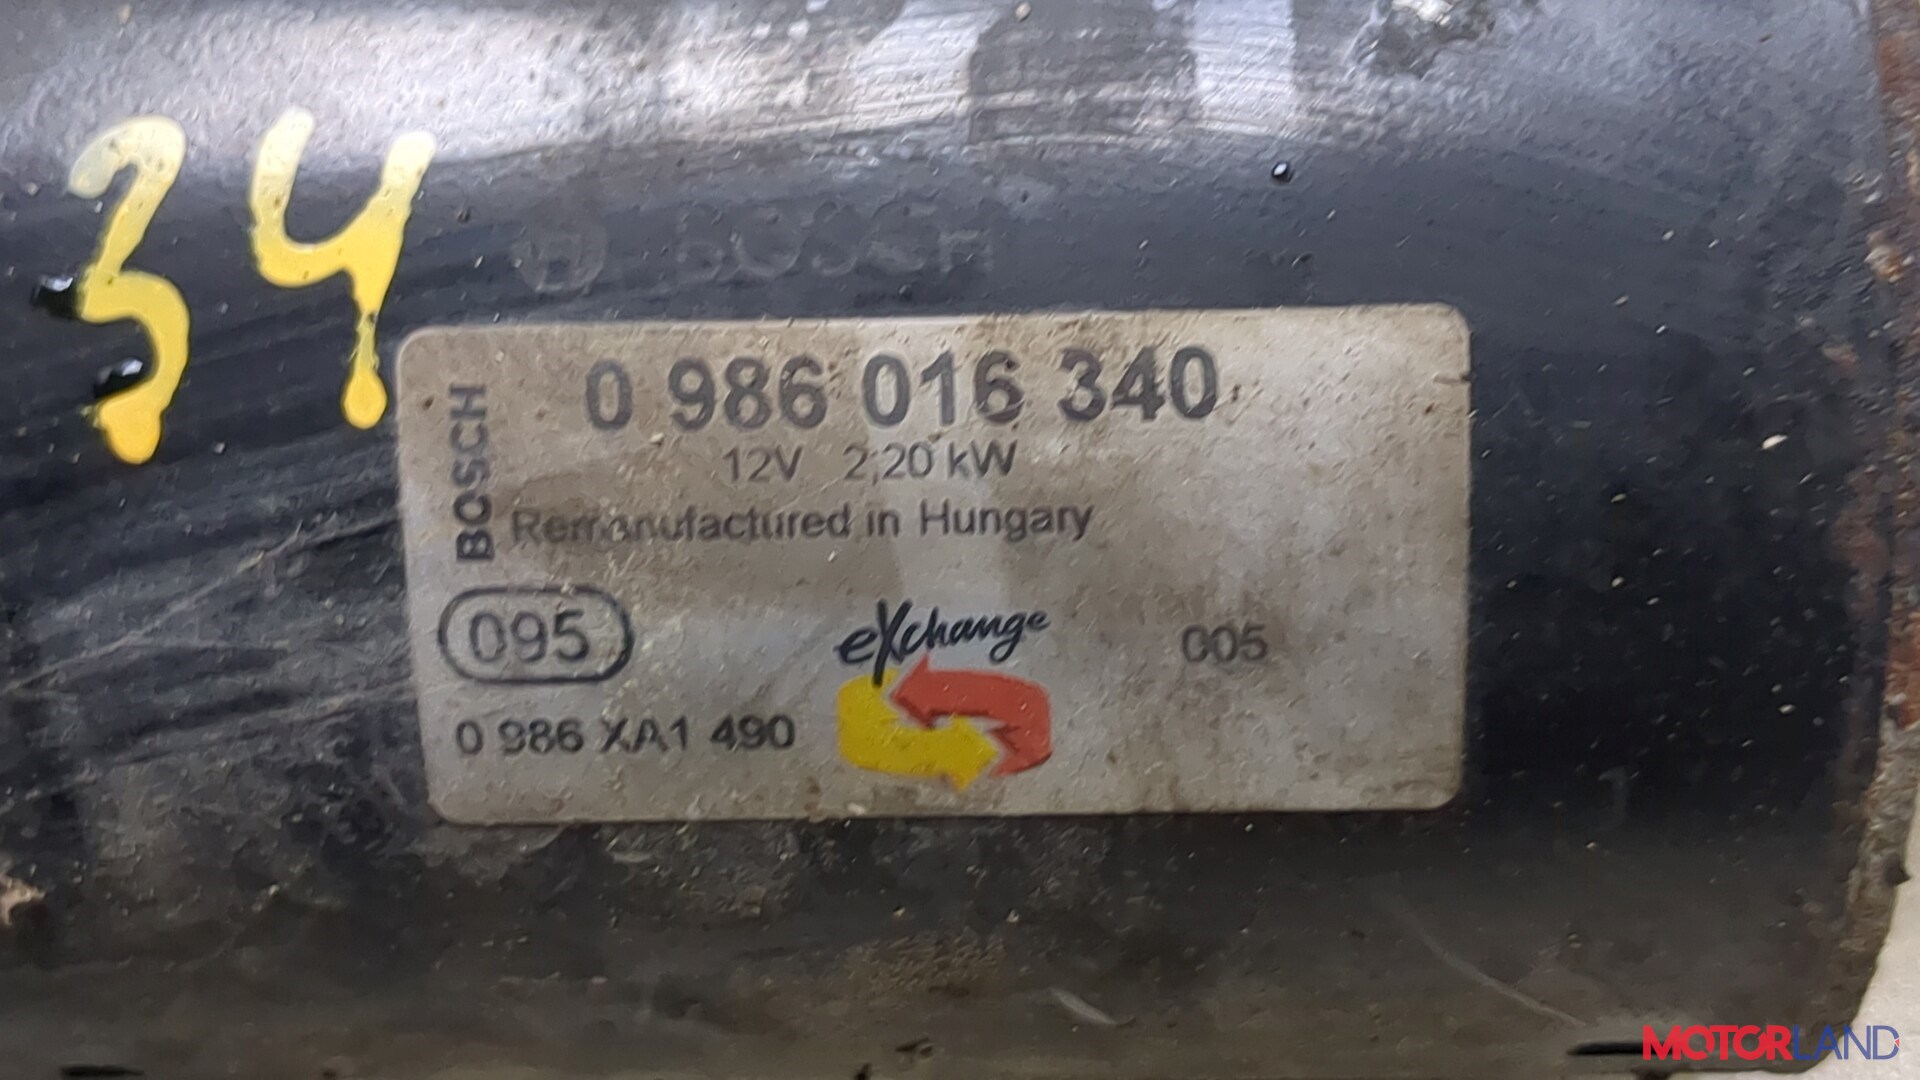 34
BOSCH
BOSCH
0 986 016 340
12V 2,20 kW
Remanufactured in Hungary
095
eXchange
005
0 986 XA1 490
MOTORLAND